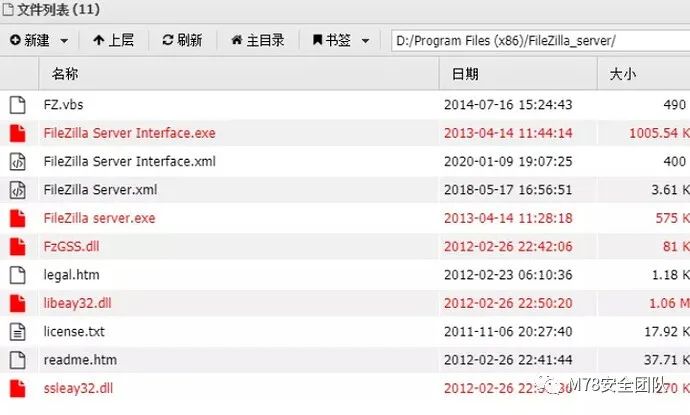 文件列表 (11)
新建 上层 刷新 主目录 书签 D:/Program Files (x86)/FileZilla_server/
名称 日期 大小
FZ.vbs 2014-07-16 15:24:43 490
FileZilla Server Interface.exe 2013-04-14 11:44:14 1005.54 K
FileZilla Server Interface.xml 2020-01-09 19:07:25 400
FileZilla Server.xml 2018-05-17 16:56:51 3.61 K
FileZilla server.exe 2013-04-14 11:28:18 575 K
FzGSS.dll 2012-02-26 22:42:06 81 K
legal.htm 2012-02-23 06:10:36 1.18 K
libeay32.dll 2012-02-26 22:50:20 1.06 M
license.txt 2011-11-06 20:27:40 17.92 K
readme.htm 2012-02-26 22:41:44 37.71 K
ssleay32.dll 2012-02-26 270 K
M78安全团队